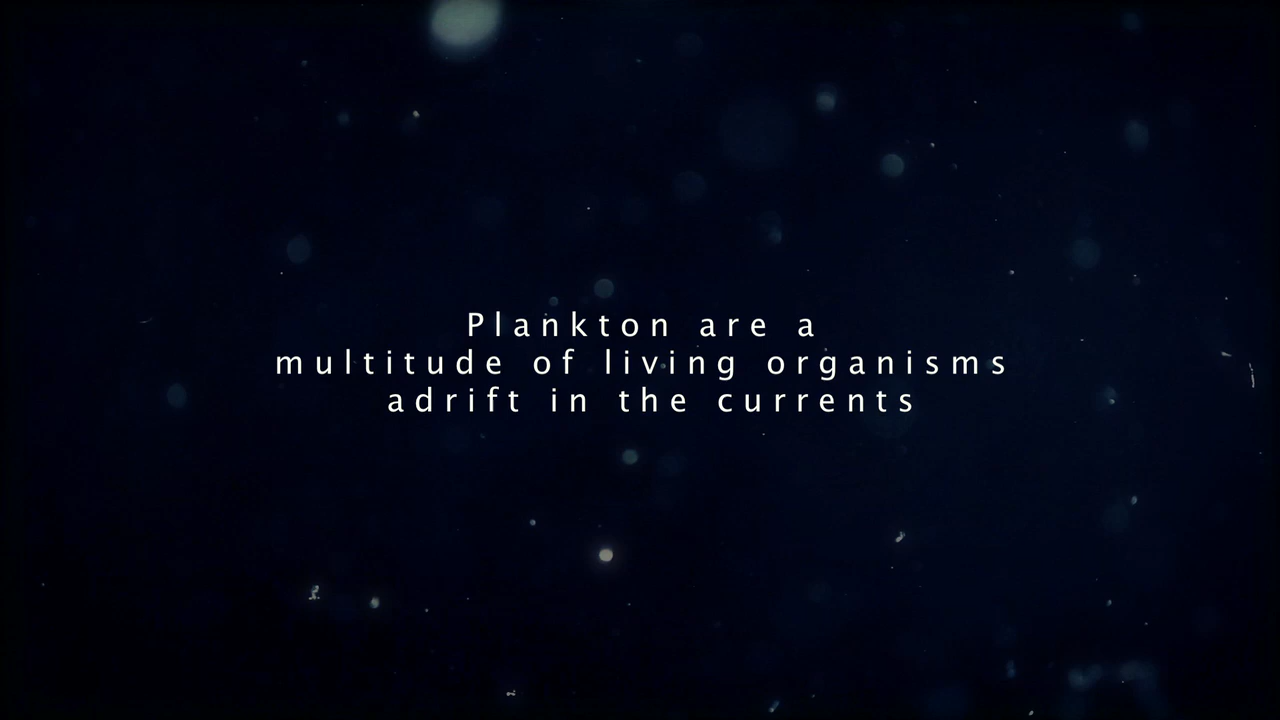 Plankton are a
multitude of living organisms
adrift in the currents